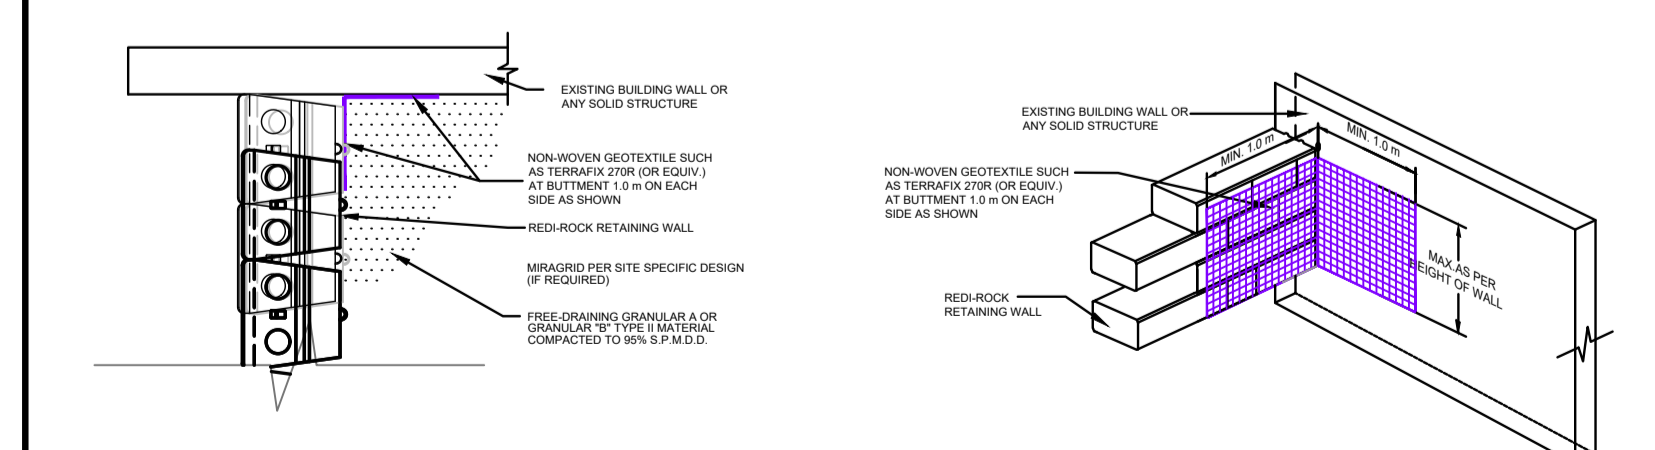 EXISTING BUILDING WALL OR
ANY SOLID STRUCTURE
NON-WOVEN GEOTEXTILE SUCH
AS TERRAFIX 270R (OR EQUIV.)
AT BUTTMENT 1.0 m ON EACH
SIDE AS SHOWN
REDI-ROCK RETAINING WALL
MIRAGRID PER SITE SPECIFIC DESIGN
(IF REQUIRED)
FREE-DRAINING GRANULAR A OR
GRANULAR "B" TYPE II MATERIAL
COMPACTED TO 95% S.P.M.D.D.
EXISTING BUILDING WALL OR
ANY SOLID STRUCTURE
MIN. 1.0 m
MIN. 1.0 m
NON-WOVEN GEOTEXTILE SUCH
AS TERRAFIX 270R (OR EQUIV.)
AT BUTTMENT 1.0 m ON EACH
SIDE AS SHOWN
MAX.AS PER
HEIGHT OF WALL
REDI-ROCK
RETAINING WALL